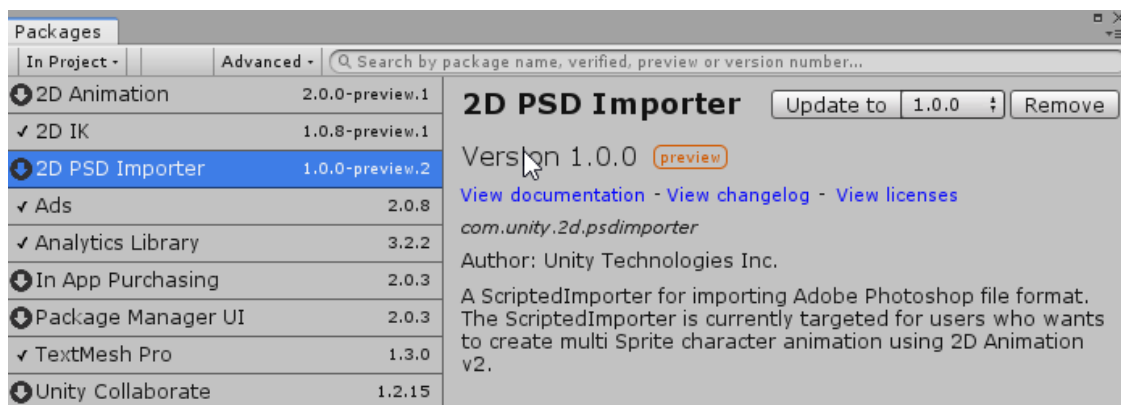 Packages
In Project
Advanced
Search by package name, verified, preview or version number...
2D Animation 2.0.0-preview.1
2D IK 1.0.8-preview.1
2D PSD Importer 1.0.0-preview.2
Ads 2.0.8
Analytics Library 3.2.2
In App Purchasing 2.0.3
Package Manager UI 2.0.3
TextMesh Pro 1.3.0
Unity Collaborate 1.2.15
2D PSD Importer
Update to 1.0.0 Remove
Version 1.0.0 preview
View documentation - View changelog - View licenses
com.unity.2d.psdimporter
Author: Unity Technologies Inc.
A ScriptedImporter for importing Adobe Photoshop file format.
The ScriptedImporter is currently targeted for users who wants
to create multi Sprite character animation using 2D Animation
v2.